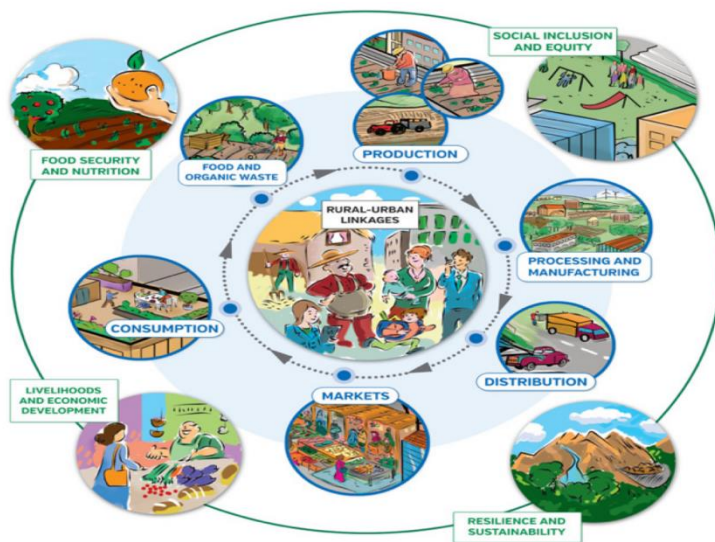 SOCIAL INCLUSION
AND EQUITY
FOOD SECURITY
AND NUTRITION
FOOD AND
ORGANIC WASTE
PRODUCTION
RURAL-URBAN
LINKAGES
PROCESSING AND
MANUFACTURING
CONSUMPTION
DISTRIBUTION
MARKETS
LIVELIHOODS
AND ECONOMIC
DEVELOPMENT
RESILIENCE AND
SUSTAINABILITY